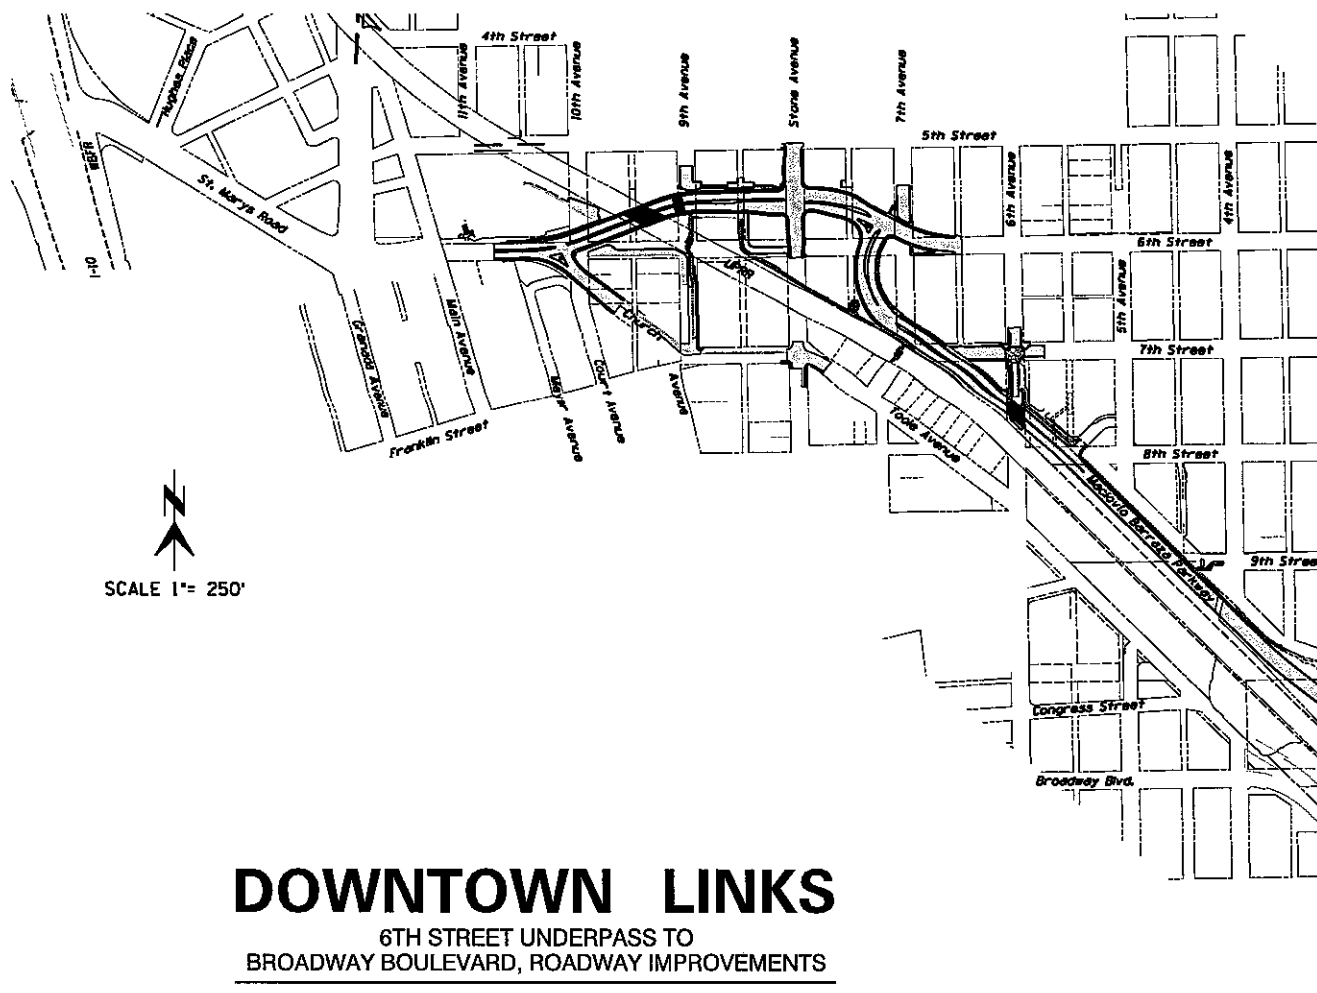 4th Street
11th Avenue
10th Avenue
9th Avenue
Stone Avenue
7th Avenue
Hughes Place
5th Street
WBFR
6th Avenue
4th Avenue
St. Marys Road
6th Street
I-10
UPRR
5th Avenue
Main Avenue
Granada Avenue
Church
Avenue
7th Street
Court Avenue
Meyer Avenue
Franklin Street
Toole Avenue
8th Street
Maclovio Barraza Parkway
9th Street
N
SCALE 1"= 250'
Congress Street
Broadway Blvd.
DOWNTOWN LINKS
6TH STREET UNDERPASS TO
BROADWAY BOULEVARD, ROADWAY IMPROVEMENTS